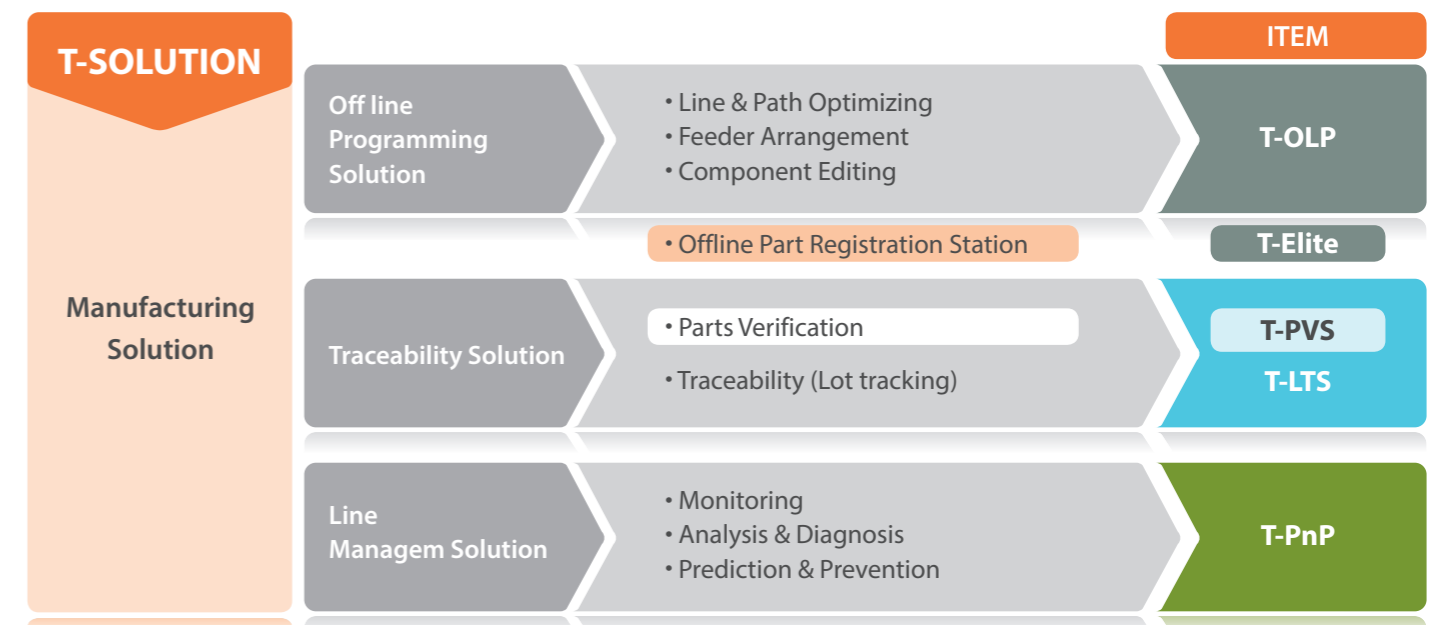 T-SOLUTION
ITEM
Manufacturing
Solution
Off line
Programming
Solution
• Line & Path Optimizing
• Feeder Arrangement
• Component Editing
T-OLP
• Offline Part Registration Station
T-Elite
Traceability Solution
• Parts Verification
• Traceability (Lot tracking)
T-PVS
T-LTS
Line
Managem Solution
• Monitoring
• Analysis & Diagnosis
• Prediction & Prevention
T-PnP